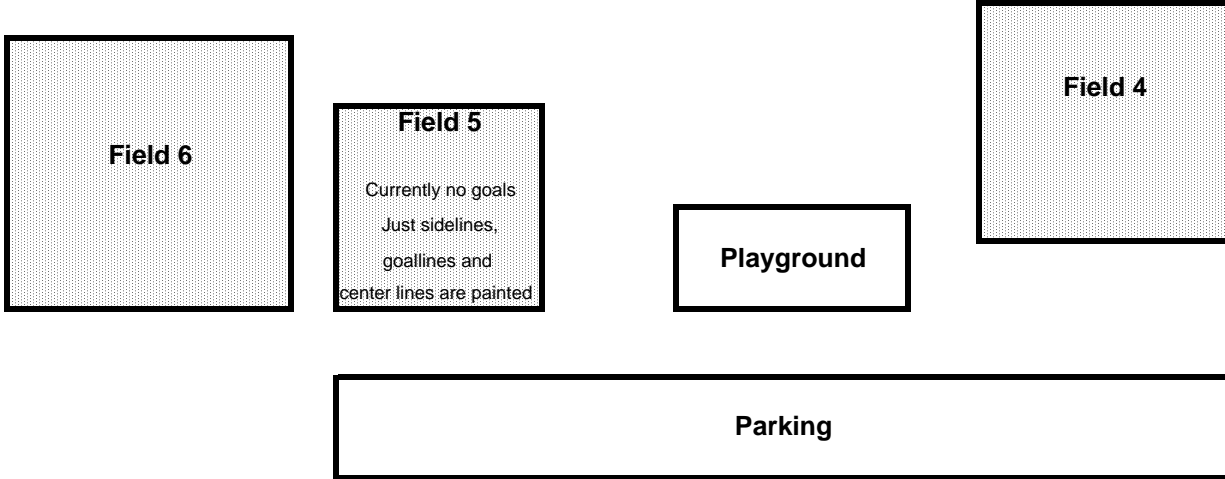 Field 4
Field 5
Field 6
Currently no goals
Just sidelines,
goallines and
center lines are painted
Playground
Parking